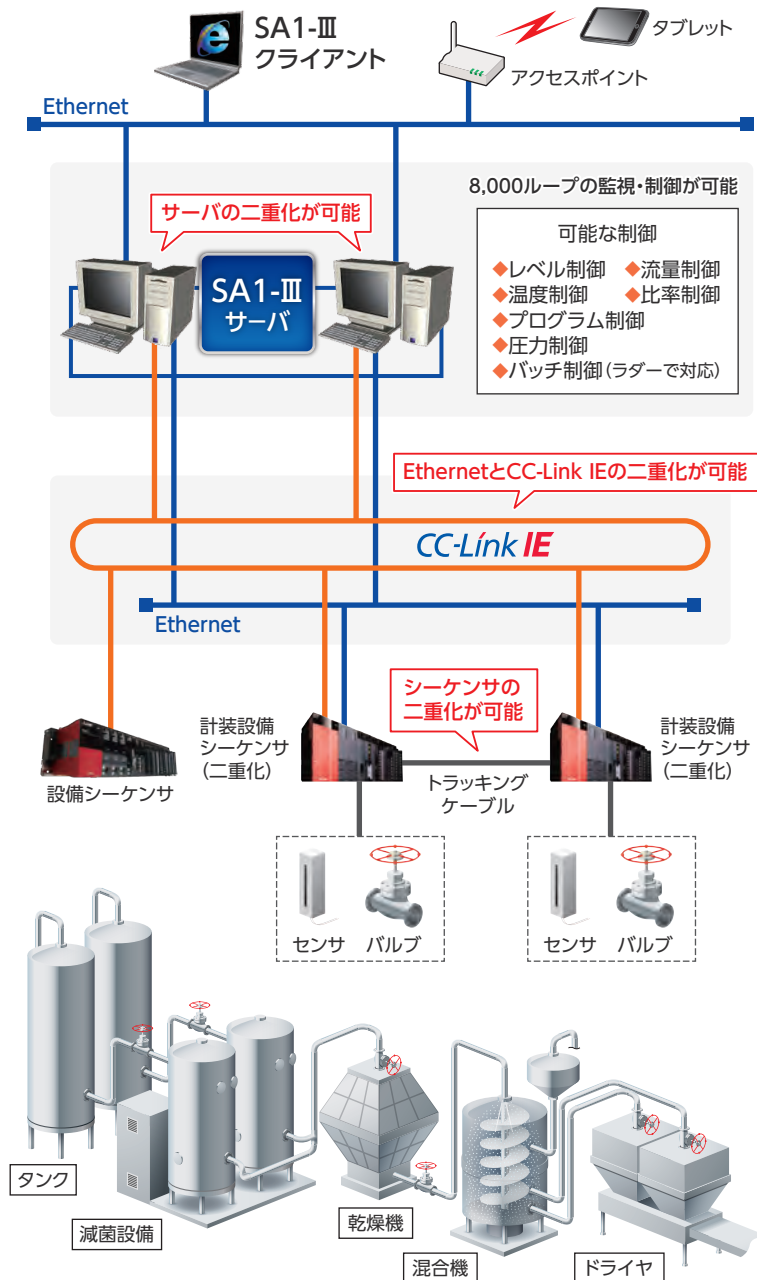 SA1-Ⅲ
クライアント
タブレット
アクセスポイント
Ethernet
8,000ループの監視・制御が可能
サーバの二重化が可能
可能な制御
◆レベル制御 ◆流量制御
◆温度制御 ◆比率制御
◆プログラム制御
◆圧力制御
◆バッチ制御(ラダーで対応)
SA1-Ⅲ
サーバ
EthernetとCC-Link IEの二重化が可能
CC-Link IE
Ethernet
シーケンサの
二重化が可能
計装設備
シーケンサ
(二重化)
計装設備
シーケンサ
(二重化)
設備シーケンサ
トラッキング
ケーブル
センサ バルブ
センサ バルブ
タンク
減菌設備
乾燥機
混合機
ドライヤ